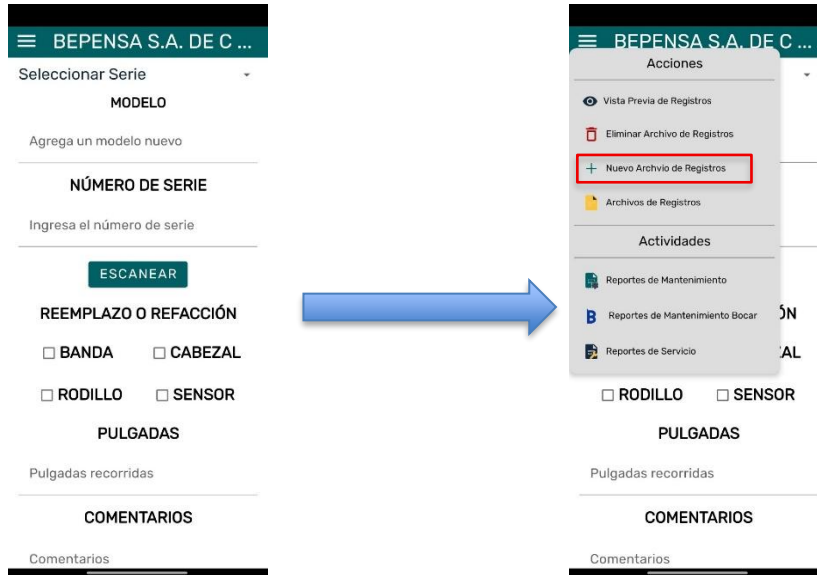 BEPENSA S.A. DE C ...
Seleccionar Serie
MODELO
Agrega un modelo nuevo
NÚMERO DE SERIE
Ingresa el número de serie
ESCANEAR
REEMPLAZO O REFACCIÓN
BANDA CABEZAL
RODILLO SENSOR
PULGADAS
Pulgadas recorridas
COMENTARIOS
Comentarios
BEPENSA S.A. DE C ...
Acciones
Vista Previa de Registros
Eliminar Archivo de Registros
Nuevo Archvio de Registros
Archivos de Registros
Actividades
Reportes de Mantenimiento
B Reportes de Mantenimiento Bocar
ÓN
Reportes de Servicio
AL
RODILLO SENSOR
PULGADAS
Pulgadas recorridas
COMENTARIOS
Comentarios